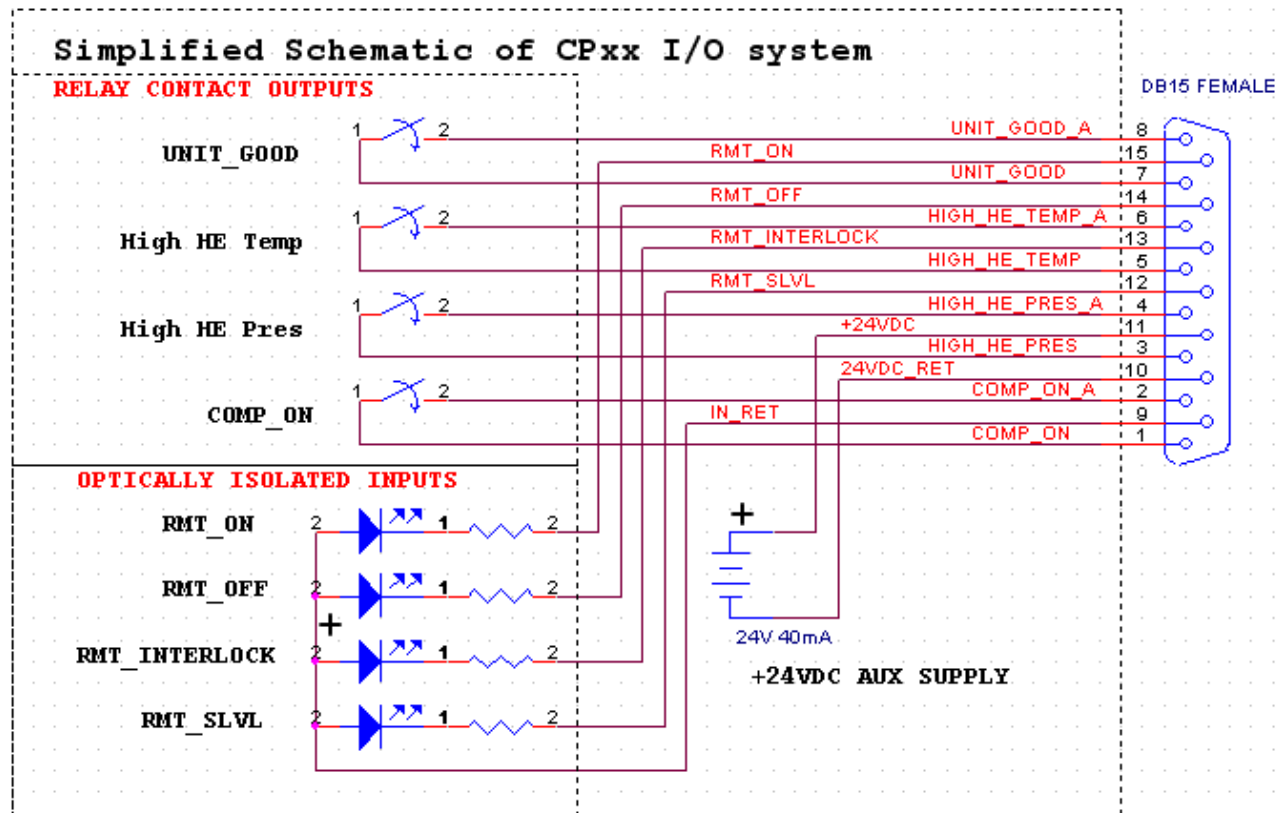 Simplified Schematic of CPxx I/O system
RELAY CONTACT OUTPUTS
DB15 FEMALE
1 2 UNIT_GOOD_A 8
UNIT_GOOD
RMT_ON 15
UNIT_GOOD 7
RMT_OFF 14
1 2 HIGH_HE_TEMP_A 6
High HE Temp
RMT_INTERLOCK 13
HIGH_HE_TEMP 5
RMT_SLVL 12
1 2 HIGH_HE_PRES_A 4
High HE Pres
+24VDC 11
HIGH_HE_PRES 3
24VDC_RET 10
1 2 COMP_ON_A 2
COMP_ON
IN_RET 9
COMP_ON 1
OPTICALLY ISOLATED INPUTS
RMT_ON 2 1 2
RMT_OFF 2 1 2
+
RMT_INTERLOCK 2 1 2
RMT_SLVL 2 1 2
+
24V 40mA
+24VDC AUX SUPPLY